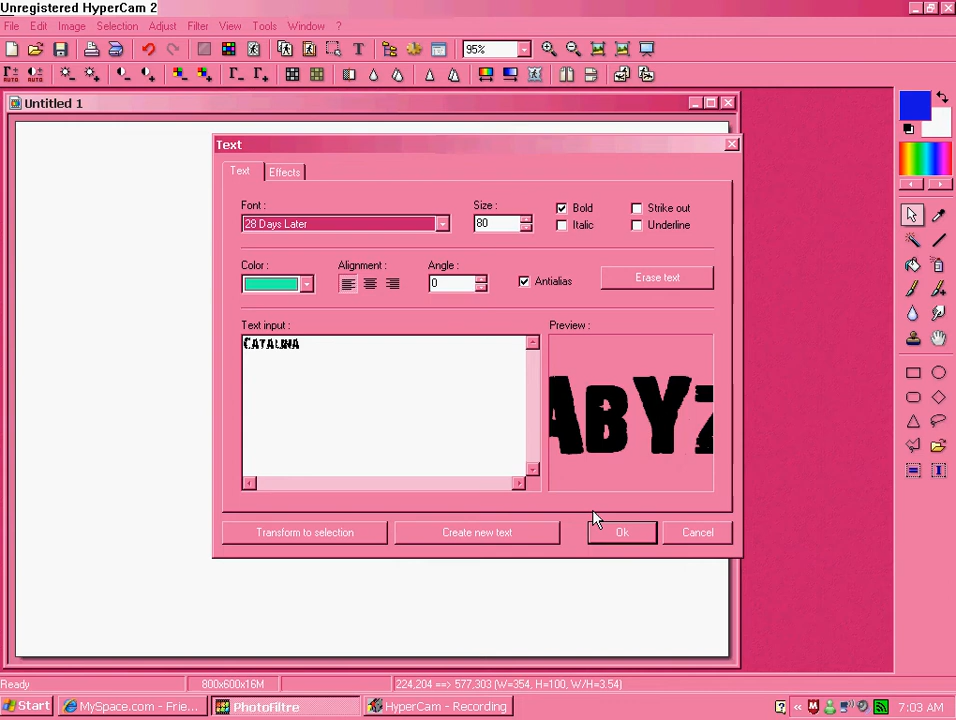 Unregistered HyperCam 2
File Edit Image Selection Adjust Filter View Tools Window ?
95%
AUTO AUTO
Untitled 1
Text
Text Effects
Font : Size : Bold Strike out
28 Days Later 80 Italic Underline
Color : Alignment : Angle : Antialias Erase text
0
Text input : Preview :
CATALINA
ABYZ
Transform to selection Create new text Ok Cancel
Ready 800x600x16M 224,204 ==> 577,303 (W=354, H=100, W/H=3.54)
Start MySpace.com - Frie... PhotoFiltre HyperCam - Recording 7:03 AM